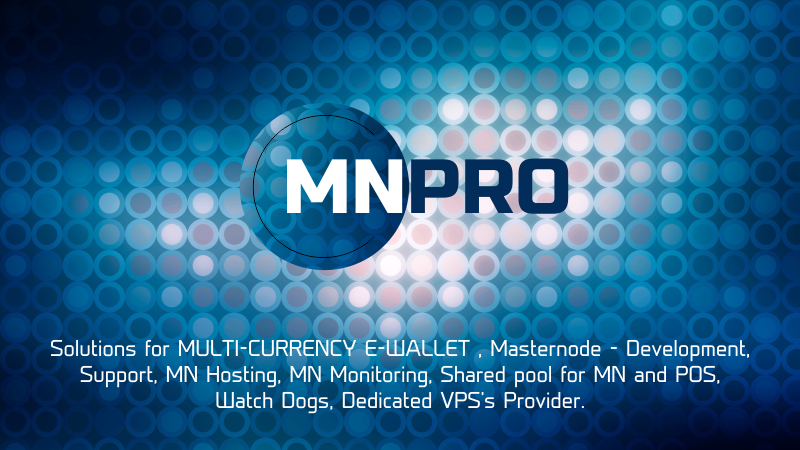 MNPRO
Solutions for MULTI-CURRENCY E-WALLET , Masternode - Development,
Support, MN Hosting, MN Monitoring, Shared pool for MN and POS,
Watch Dogs, Dedicated VPS's Provider.